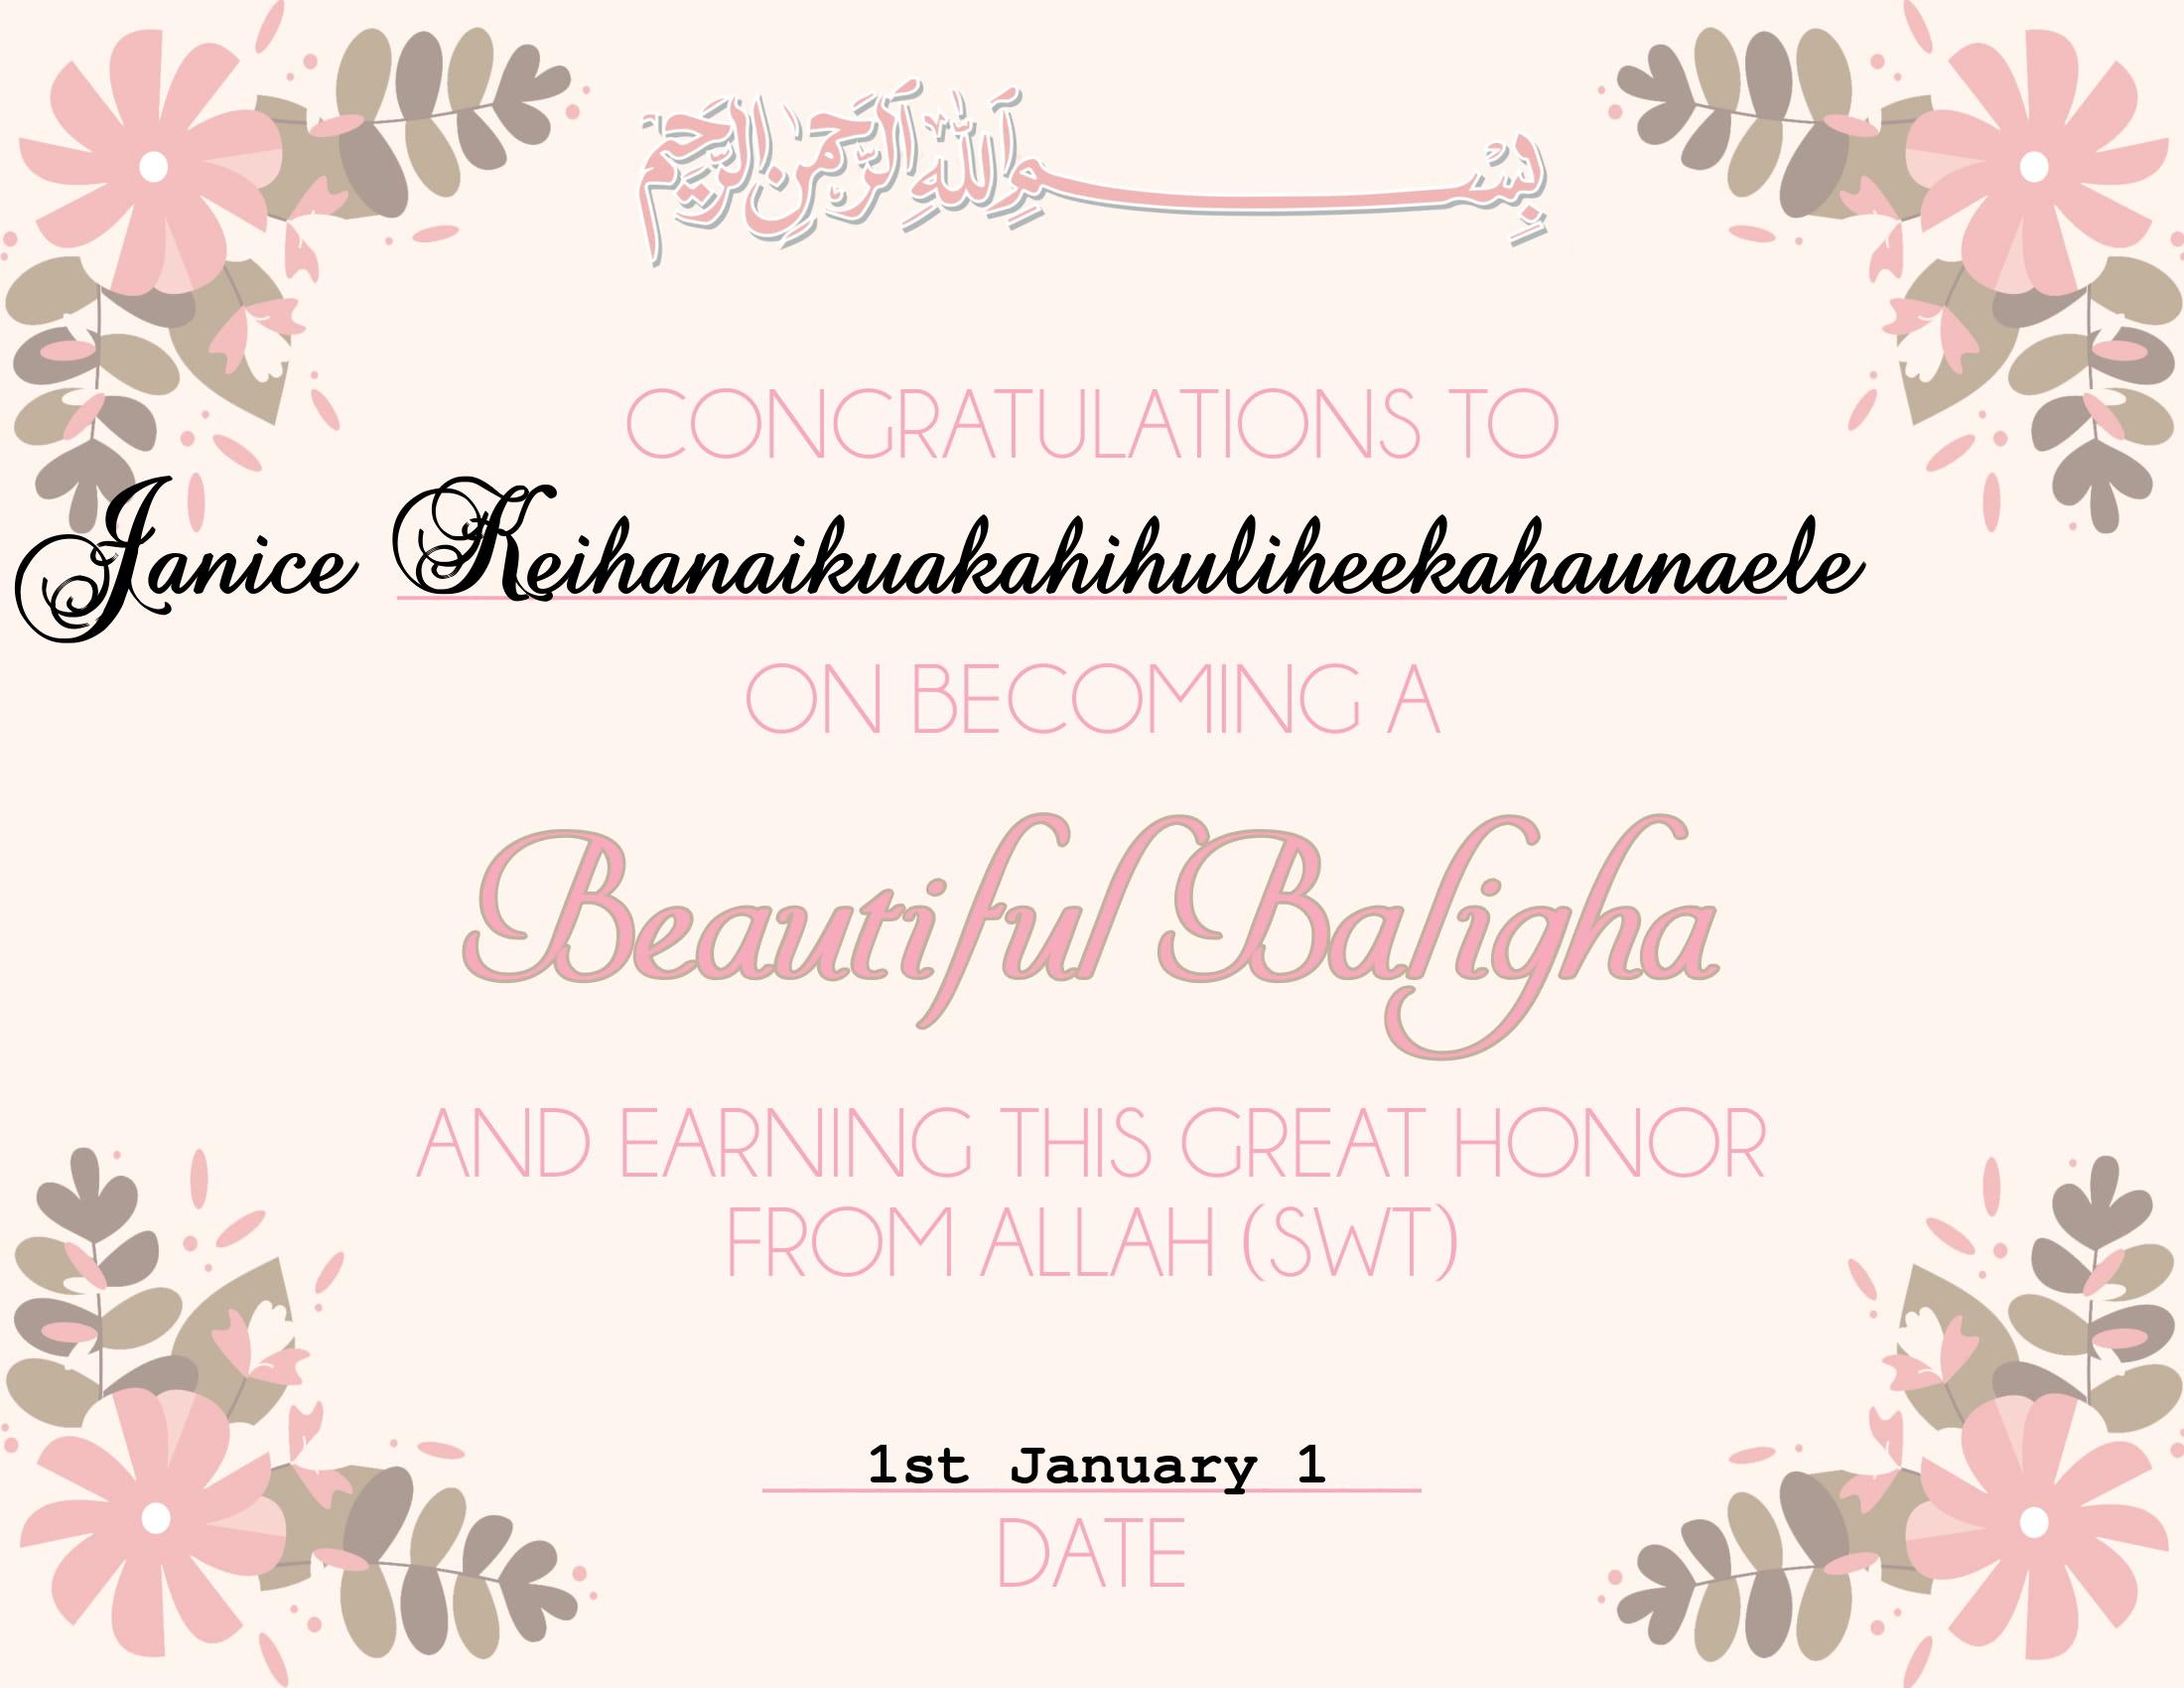 بسم الله الرحمن الرحيم
CONGRATULATIONS TO
Janice Keihanaikuakahihuliheekahaunaele
ON BECOMING A
Beautiful Baligha
AND EARNING THIS GREAT HONOR
FROM ALLAH (SWT)
1st January 1
DATE